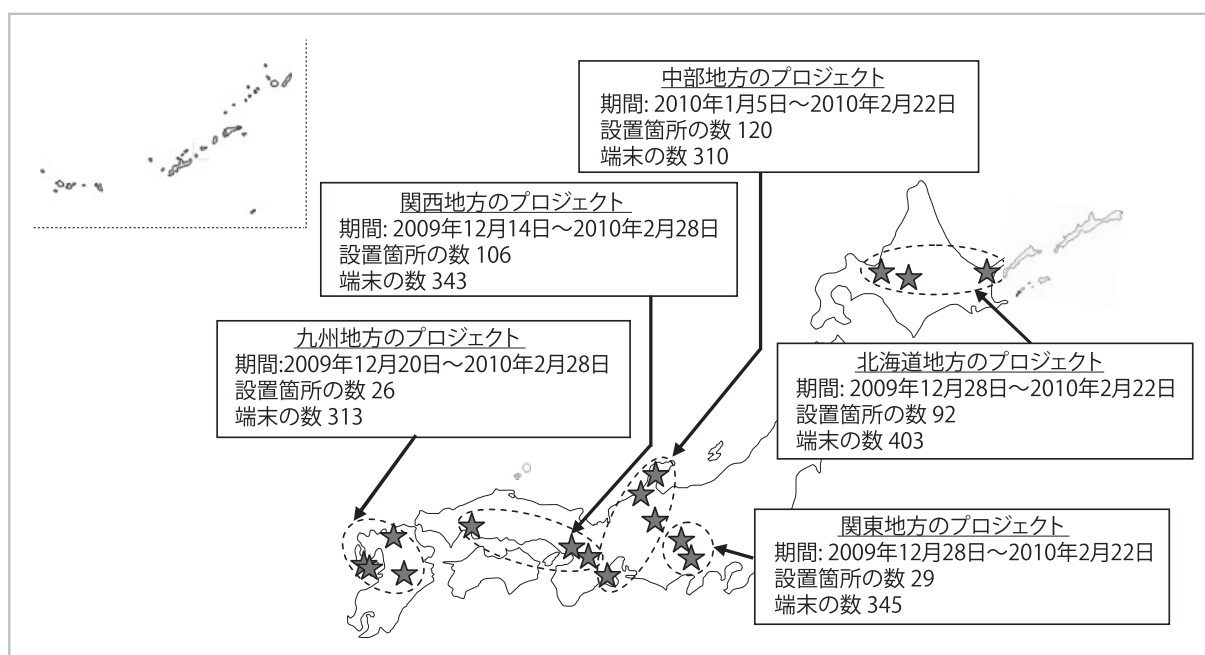 中部地方のプロジェクト
期間: 2010年1月5日～2010年2月22日
設置箇所の数 120
端末の数 310
関西地方のプロジェクト
期間: 2009年12月14日～2010年2月28日
設置箇所の数 106
端末の数 343
九州地方のプロジェクト
期間:2009年12月20日～2010年2月28日
設置箇所の数 26
端末の数 313
北海道地方のプロジェクト
期間: 2009年12月28日～2010年2月22日
設置箇所の数 92
端末の数 403
関東地方のプロジェクト
期間: 2009年12月28日～2010年2月22日
設置箇所の数 29
端末の数 345